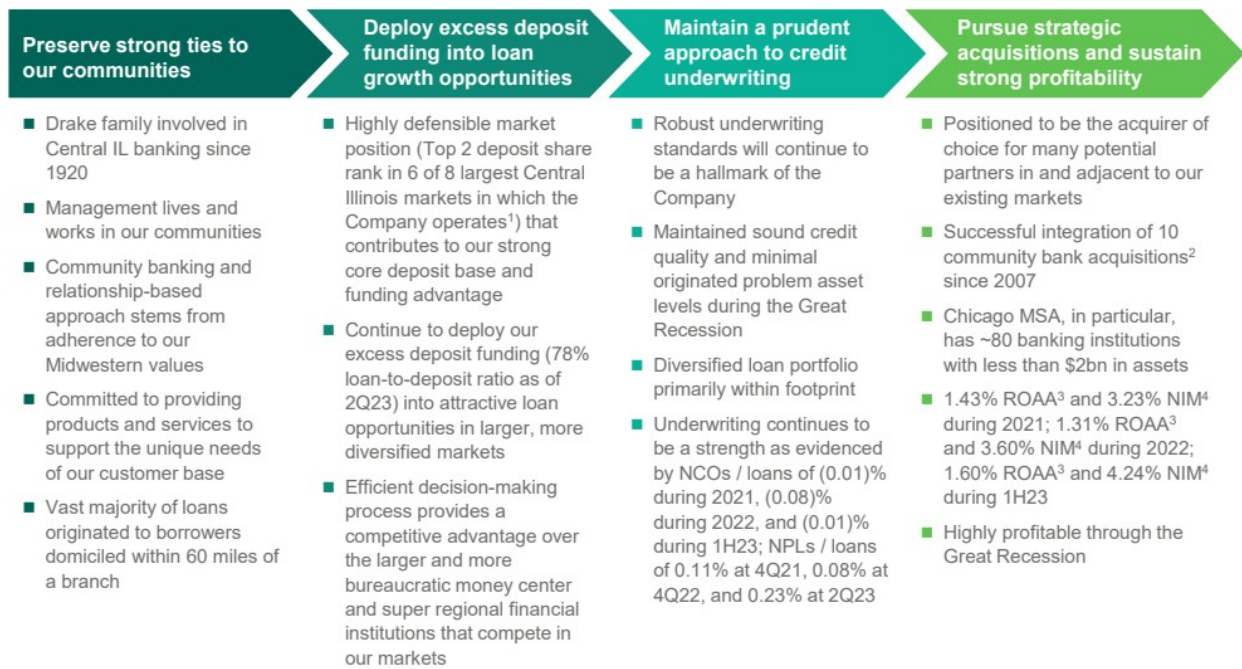 Preserve strong ties to
our communities
■ Drake family involved in
Central IL banking since
1920
■ Management lives and
works in our communities
■ Community banking and
relationship-based
approach stems from
adherence to our
Midwestern values
■ Committed to providing
products and services to
support the unique needs
of our customer base
■ Vast majority of loans
originated to borrowers
domiciled within 60 miles of
a branch
Deploy excess deposit
funding into loan
growth opportunities
■ Highly defensible market
position (Top 2 deposit share
rank in 6 of 8 largest Central
Illinois markets in which the
Company operates¹) that
contributes to our strong
core deposit base and
funding advantage
■ Continue to deploy our
excess deposit funding (78%
loan-to-deposit ratio as of
2Q23) into attractive loan
opportunities in larger, more
diversified markets
■ Efficient decision-making
process provides a
competitive advantage over
the larger and more
bureaucratic money center
and super regional financial
institutions that compete in
our markets
Maintain a prudent
approach to credit
underwriting
■ Robust underwriting
standards will continue to
be a hallmark of the
Company
■ Maintained sound credit
quality and minimal
originated problem asset
levels during the Great
Recession
■ Diversified loan portfolio
primarily within footprint
■ Underwriting continues to
be a strength as evidenced
by NCOs / loans of (0.01)%
during 2021, (0.08)%
during 2022, and (0.01)%
during 1H23; NPLs / loans
of 0.11% at 4Q21, 0.08% at
4Q22, and 0.23% at 2Q23
Pursue strategic
acquisitions and sustain
strong profitability
■ Positioned to be the acquirer of
choice for many potential
partners in and adjacent to our
existing markets
■ Successful integration of 10
community bank acquisitions²
since 2007
■ Chicago MSA, in particular,
has ~80 banking institutions
with less than $2bn in assets
■ 1.43% ROAA³ and 3.23% NIM⁴
during 2021; 1.31% ROAA³
and 3.60% NIM⁴ during 2022;
1.60% ROAA³ and 4.24% NIM⁴
during 1H23
■ Highly profitable through the
Great Recession